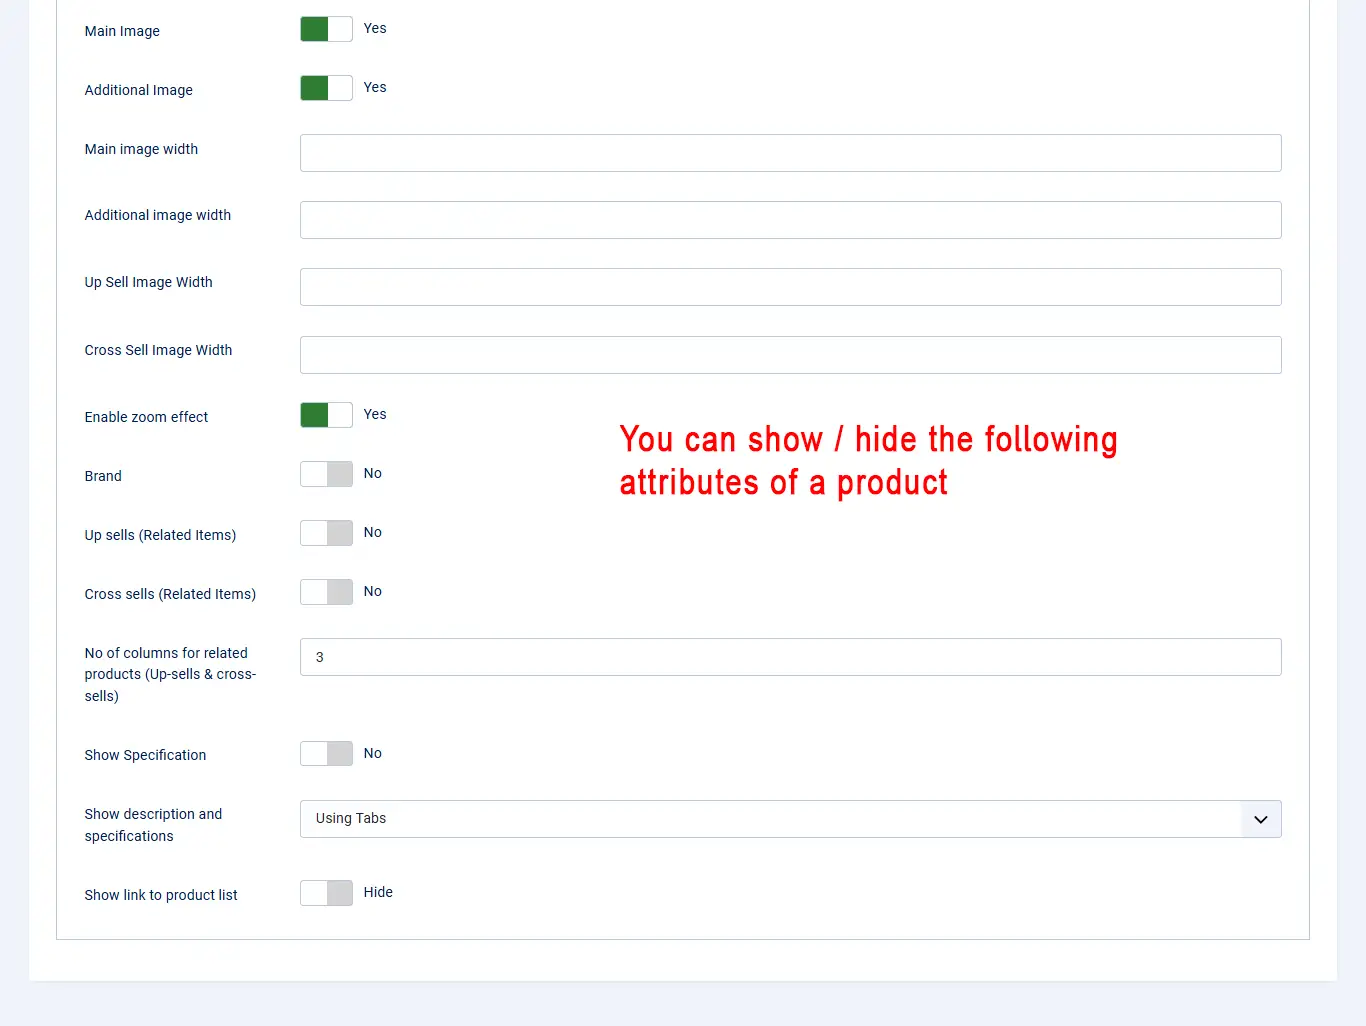 Main Image
Yes
Additional Image
Yes
Main image width
Additional image width
Up Sell Image Width
Cross Sell Image Width
Enable zoom effect
Yes
You can show / hide the following
attributes of a product
Brand
No
Up sells (Related Items)
No
Cross sells (Related Items)
No
No of columns for related
products (Up-sells & cross-
sells)
3
Show Specification
No
Show description and
specifications
Using Tabs
Show link to product list
Hide